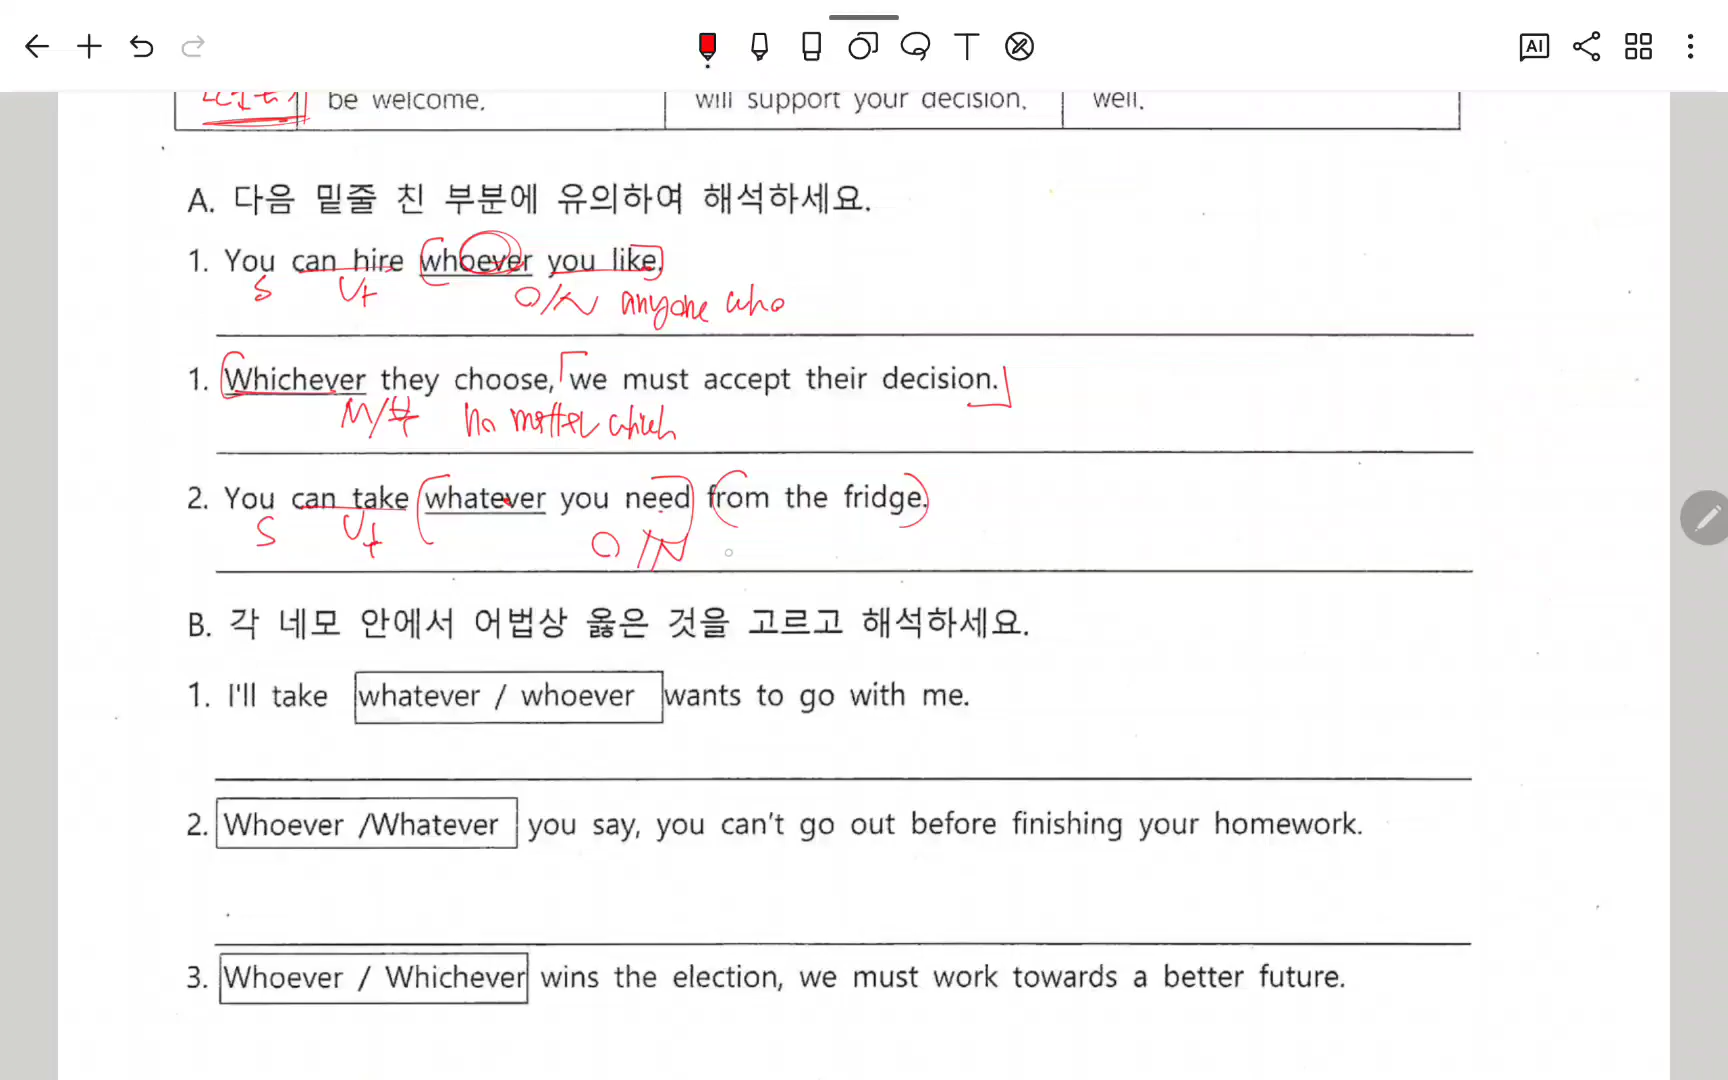 AI
be welcome.
will support your decision.
well.
A. 다음 밑줄 친 부분에 유의하여 해석하세요.
1. You can hire whoever you like.
S Vt O/N anyone who
1. Whichever they choose, we must accept their decision.
M/부 no matter which
2. You can take whatever you need from the fridge.
S Vt O/N
B. 각 네모 안에서 어법상 옳은 것을 고르고 해석하세요.
1. I'll take whatever / whoever wants to go with me.
2. Whoever /Whatever you say, you can't go out before finishing your homework.
3. Whoever / Whichever wins the election, we must work towards a better future.